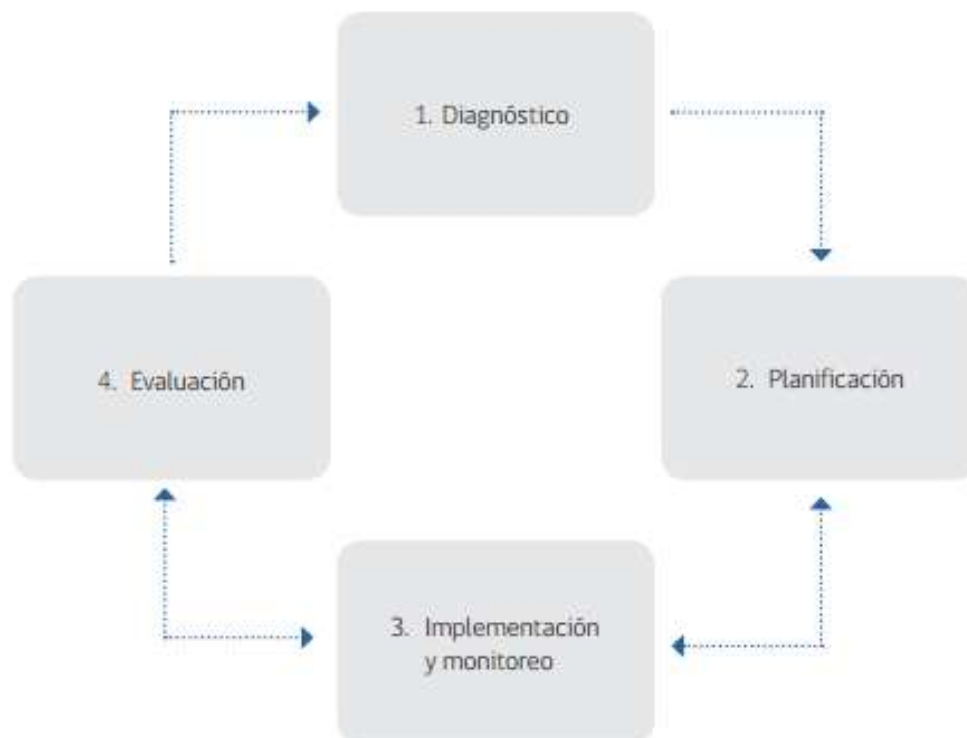 1. Diagnóstico
2. Planificación
3. Implementación
y monitoreo
4. Evaluación